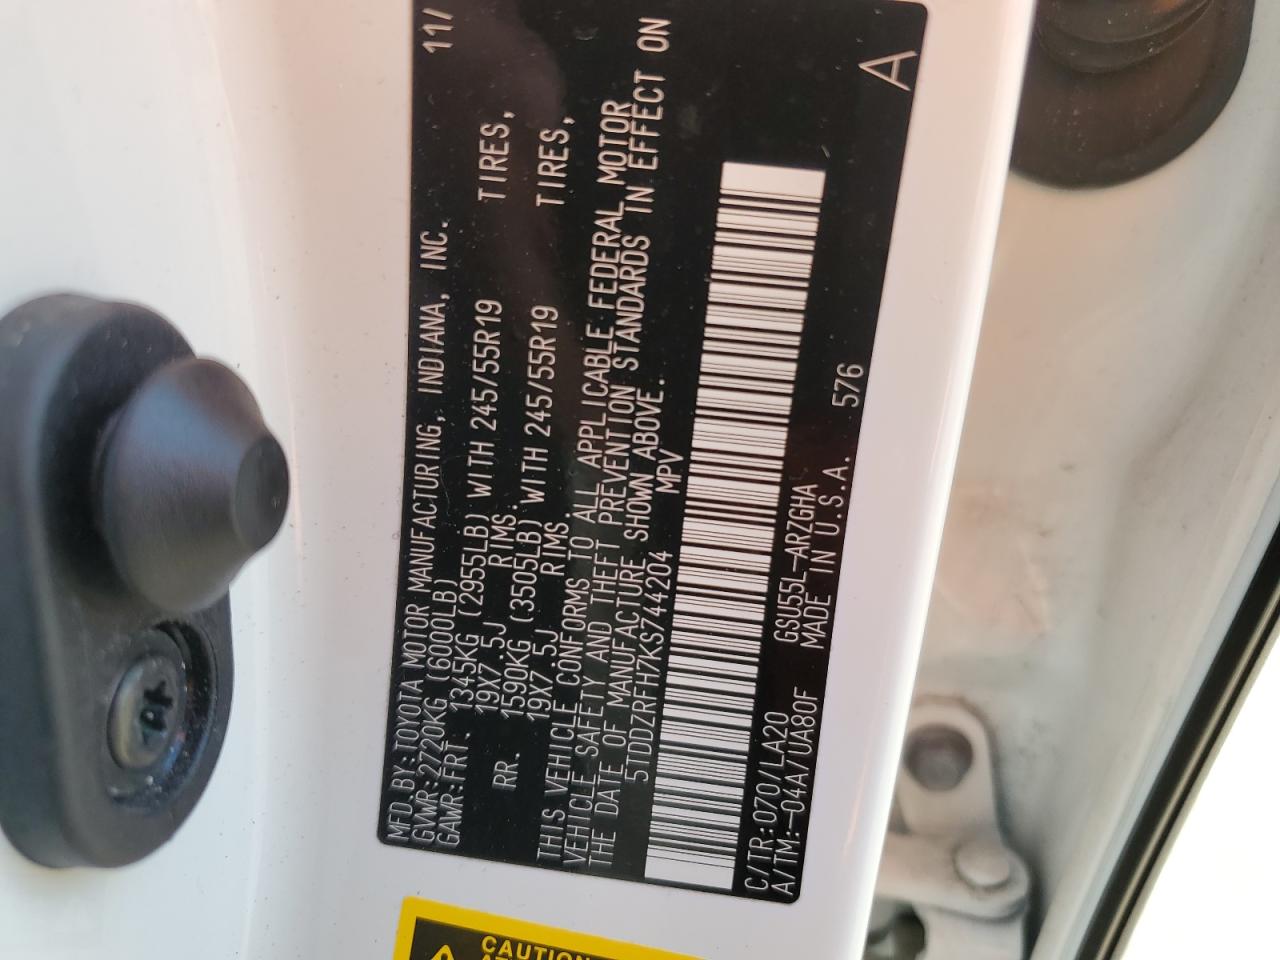 MFD. BY:TOYOTA MOTOR MANUFACTURING, INDIANA, INC. 11/
GVWR:2720KG (6000LB)
GAWR:FRT. 1345KG (2955LB) WITH 245/55R19 TIRES,
19X7.5J RIMS.
RR. 1590KG (3505LB) WITH 245/55R19 TIRES,
19X7.5J RIMS
THIS VEHICLE CONFORMS TO ALL APPLICABLE FEDERAL MOTOR
VEHICLE SAFETY AND THEFT PREVENTION STANDARDS IN EFFECT ON
THE DATE OF MANUFACTURE SHOWN ABOVE.
5TDDZRFH7KS744204 MPV
C/TR:070/LA20 GSU55L-ARZGHA
A/TM:-04A/UA80F MADE IN U.S.A. 576
A
CAUTION